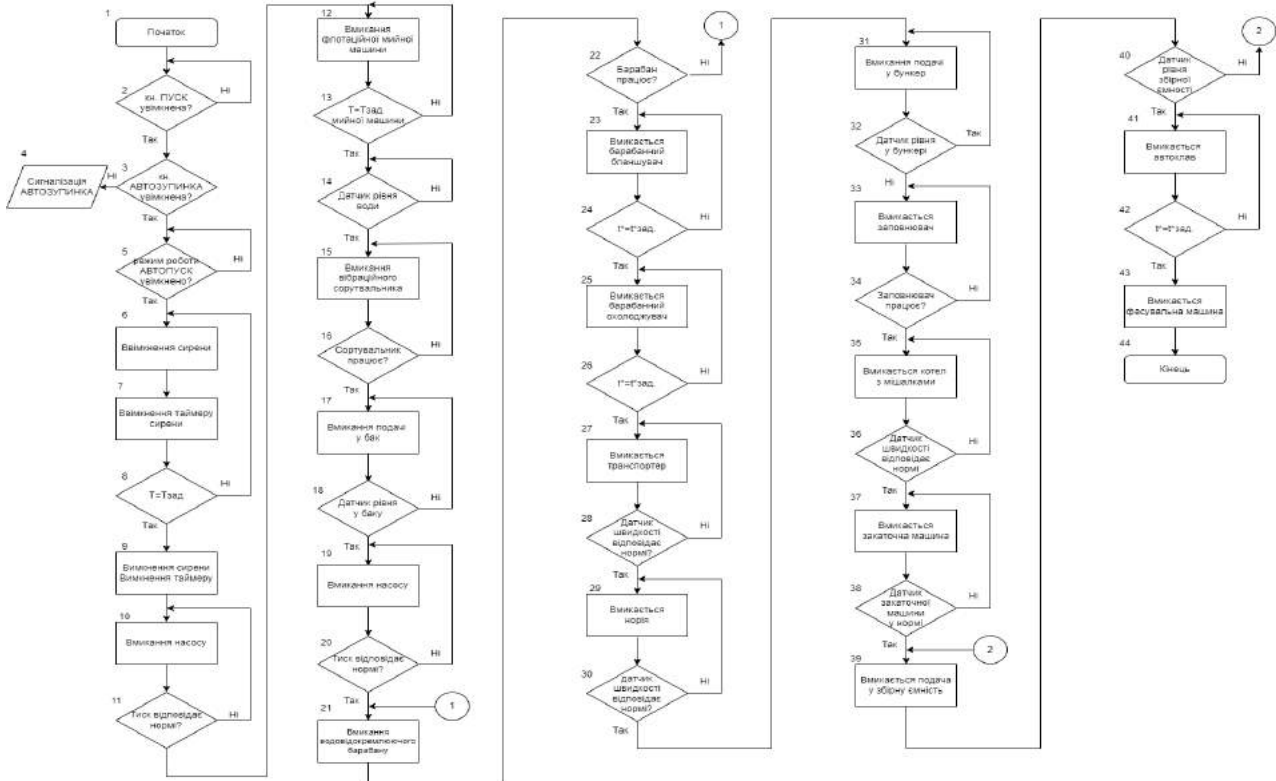 1
Початок
2
кн. ПУСК
увімкнена?
Ні
Так
4
Сигналізація
АВТОЗУПИНКА
3
Ні
кн.
АВТОЗУПИНКА
увімкнена?
Так
5
режим роботи
АВТОПУСК
увімкнено?
Ні
Так
6
Ввімкнення сирени
7
Ввімкнення таймеру
сирени
8
T=Tзад
Ні
Так
9
Вимкнення сирени
Вимкнення таймеру
10
Вмикання насосу
11
Тиск відповідає
нормі?
Ні
12
Вмикання
флотаційної мийної
машини
13
T=Tзад
мийної машини
Ні
Так
14
Датчик рівня
води
Ні
Так
15
Вмикання
вібраційного
сорутвальника
16
Сортувальник
працює?
Ні
Так
17
Вмикання подачі
у бак
18
Датчик рівня
у баку
Ні
Так
19
Вмикання насосу
20
Тиск відповідає
нормі?
Ні
Так
1
21
Вмикання
водовідокремлюючого
барабану
1
22
Барабан
працює?
Ні
Так
23
Вмикається
барабанний
бланшувач
24
t°=t°зад.
Ні
Так
25
Вмикається
барабанний
охолоджувач
26
t°=t°зад.
Ні
Так
27
Вмикається
транспортер
28
Датчик
швидкості
відповідає
нормі?
Ні
Так
29
Вмикається
норія
30
датчик
швидкості
відповідає
нормі?
Ні
Так
31
Вмикання подачі
у бункер
32
Датчик рівня
у бункері
Так
Ні
33
Вмикається
заповнювач
34
Заповнювач
працює?
Ні
Так
35
Вмикається котел
з мішалками
36
Датчик
швидкості
відповідає
нормі
Ні
Так
37
Вмикається
закаточна машина
38
Датчик
закаточної
машини
у нормі
Ні
Так
2
39
Вмикається подача
у збірну ємність
2
40
Датчик
рівня
збірної
ємності
Ні
Так
41
Вмикається
автоклав
42
t°=t°зад.
Ні
Так
43
Вмикається
фасувальна машина
44
Кінець